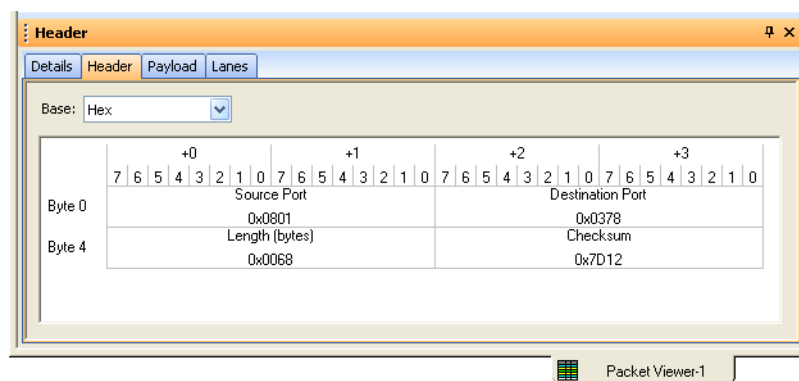 Header
Details Header Payload Lanes
Base: Hex
+0 +1 +2 +3
7 6 5 4 3 2 1 0 7 6 5 4 3 2 1 0 7 6 5 4 3 2 1 0 7 6 5 4 3 2 1 0
Source Port Destination Port
Byte 0
0x0801 0x0378
Length (bytes) Checksum
Byte 4
0x0068 0x7D12
Packet Viewer-1